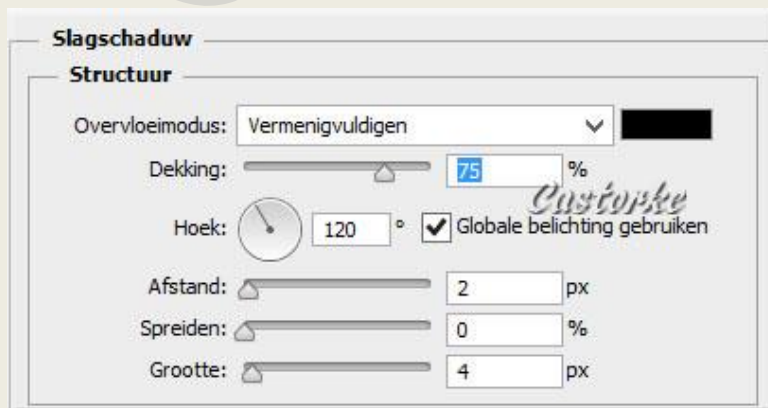 Slagschaduw
Structuur
Overvloeimodus: Vermenigvuldigen
Dekking: 75 %
Castorke
Hoek: 120 ° Globale belichting gebruiken
Afstand: 2 px
Spreiden: 0 %
Grootte: 4 px